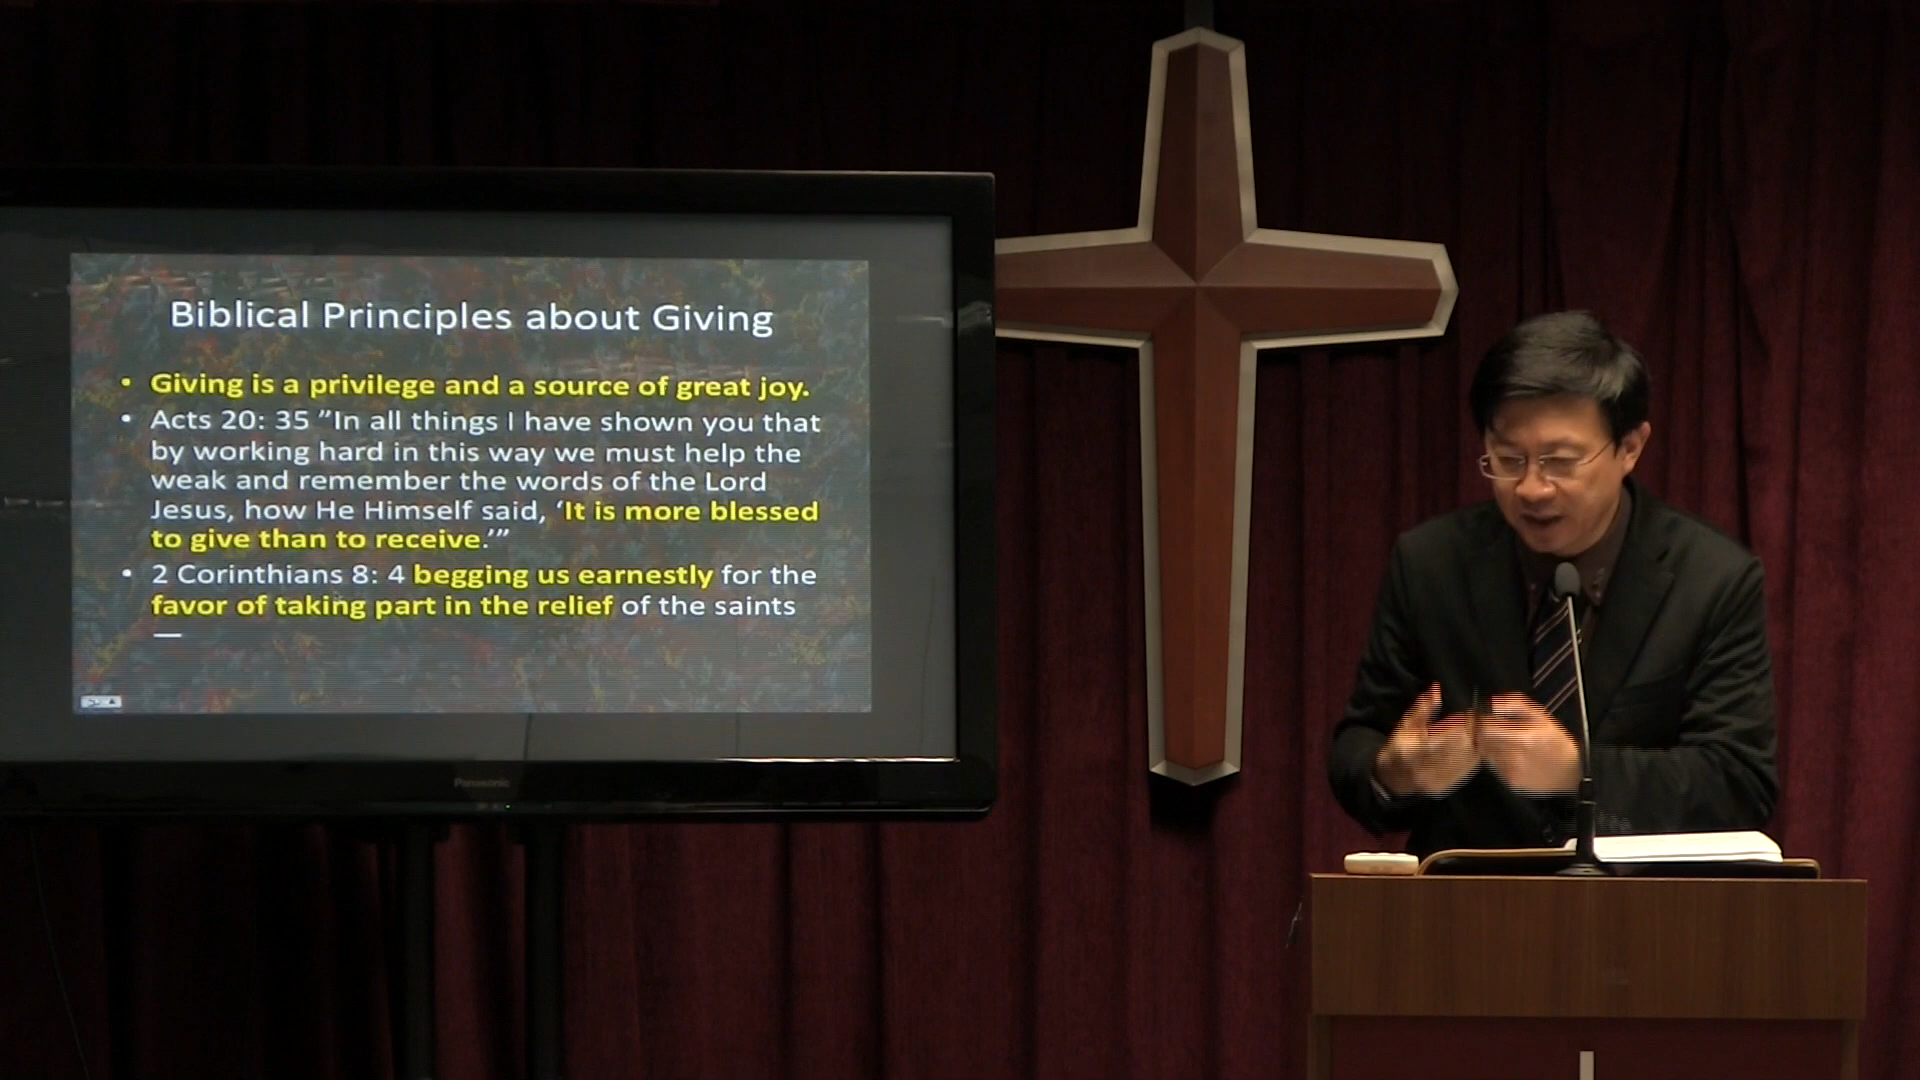 Biblical Principles about Giving
• Giving is a privilege and a source of great joy.
• Acts 20: 35 ”In all things I have shown you that
by working hard in this way we must help the
weak and remember the words of the Lord
Jesus, how He Himself said, ‘It is more blessed
to give than to receive.’”
• 2 Corinthians 8: 4 begging us earnestly for the
favor of taking part in the relief of the saints
—
Panasonic